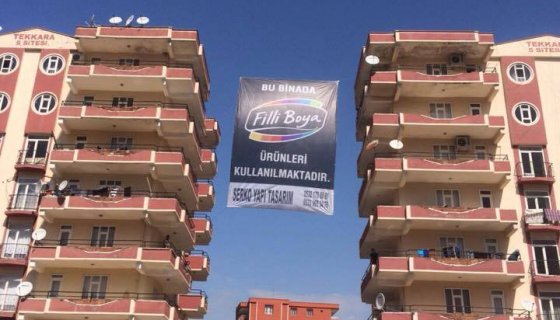 TEKKARA
5 SİTESİ
BU BİNADA
Filli Boya
ÜRÜNLERİ
KULLANILMAKTADIR.
SERKO YAPI TASARIM
TEKKARA
5 SİTESİ.